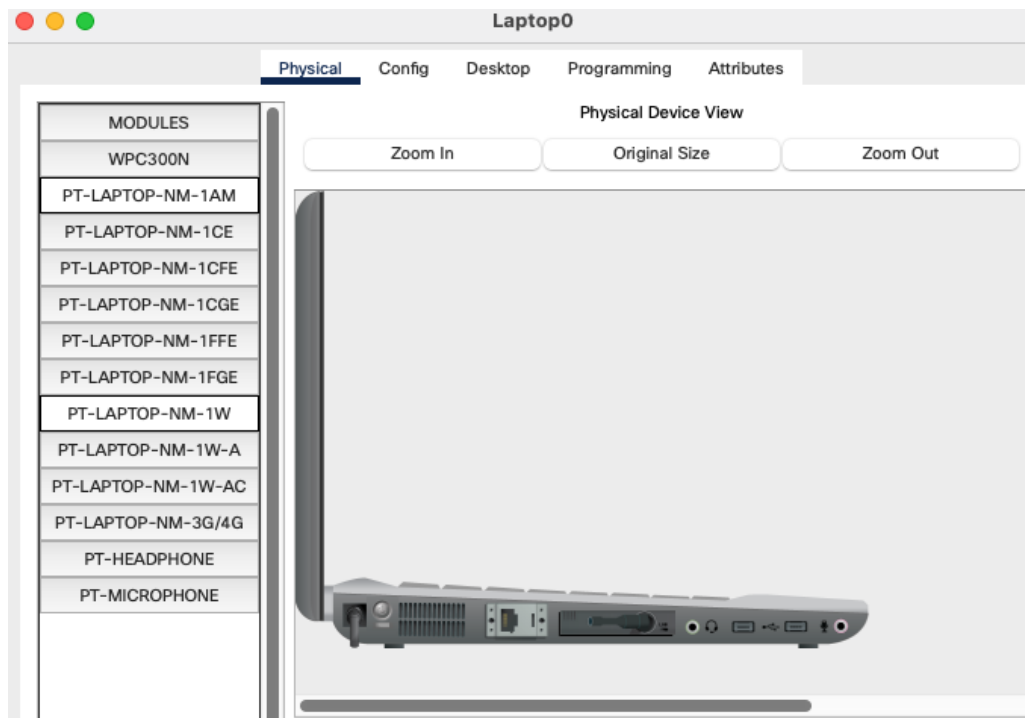 Laptop0
Physical Config Desktop Programming Attributes
MODULES
WPC300N
PT-LAPTOP-NM-1AM
PT-LAPTOP-NM-1CE
PT-LAPTOP-NM-1CFE
PT-LAPTOP-NM-1CGE
PT-LAPTOP-NM-1FFE
PT-LAPTOP-NM-1FGE
PT-LAPTOP-NM-1W
PT-LAPTOP-NM-1W-A
PT-LAPTOP-NM-1W-AC
PT-LAPTOP-NM-3G/4G
PT-HEADPHONE
PT-MICROPHONE
Physical Device View
Zoom In Original Size Zoom Out